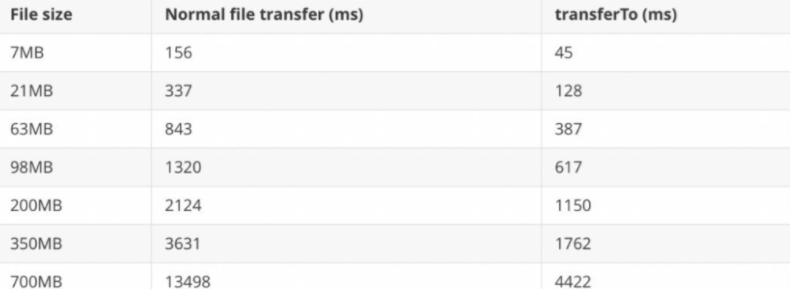 File size Normal file transfer (ms) transferTo (ms)
7MB 156 45
21MB 337 128
63MB 843 387
98MB 1320 617
200MB 2124 1150
350MB 3631 1762
700MB 13498 4422